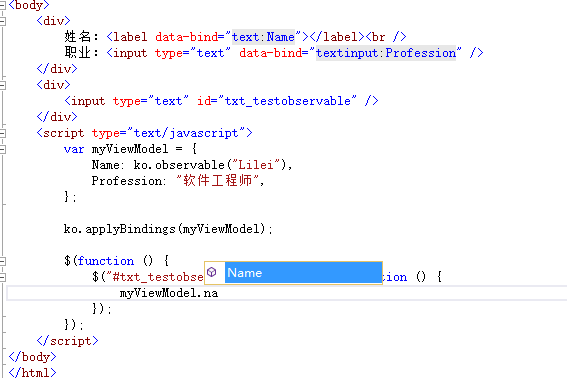 <body>
<div>
姓名：<label data-bind="text:Name"></label><br />
职业：<input type="text" data-bind="textinput:Profession" />
</div>
<div>
<input type="text" id="txt_testobservable" />
</div>
<script type="text/javascript">
var myViewModel = {
Name: ko.observable("Lilei"),
Profession: "软件工程师",
};
ko.applyBindings(myViewModel);
$(function () {
$("#txt_testobse Name tion () {
myViewModel.na
});
});
</script>
</body>
</html>